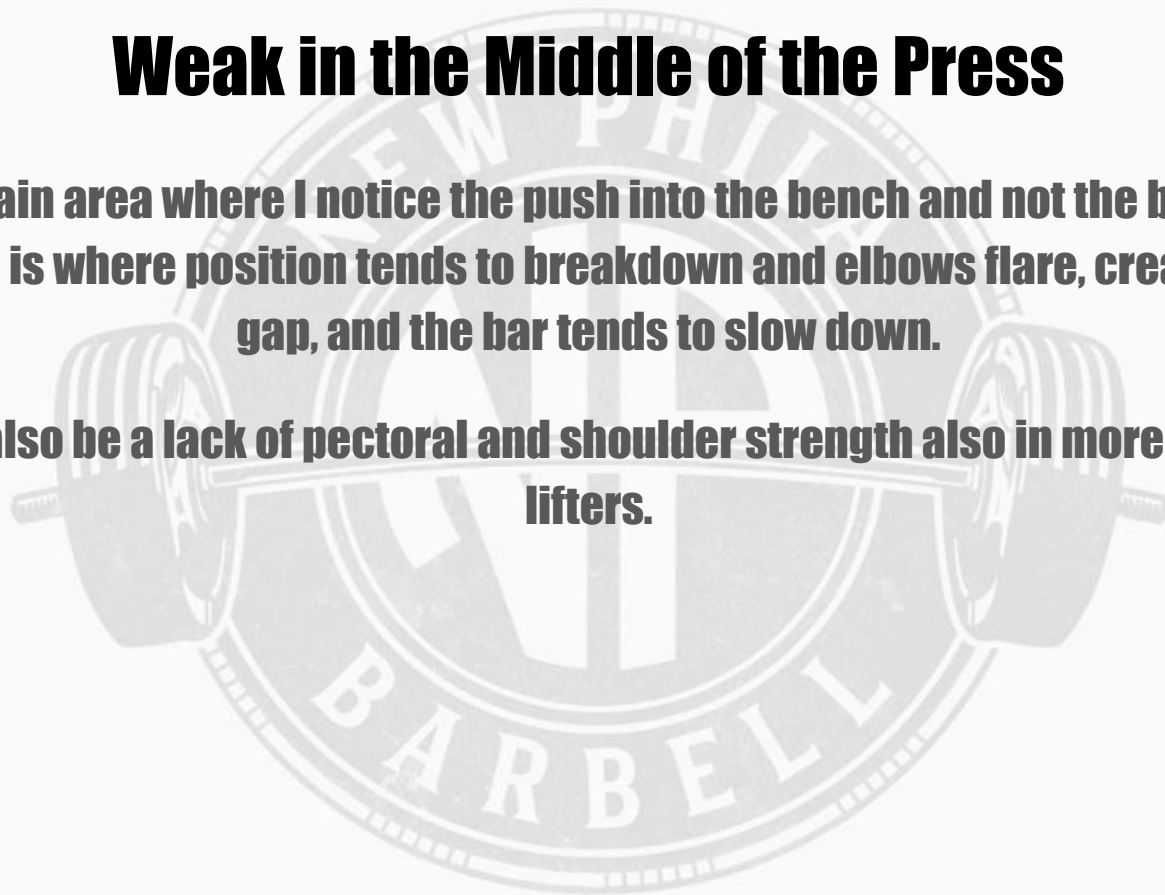 Weak in the Middle of the Press
NEW PHILA
ain area where I notice the push into the bench and not the b
is where position tends to breakdown and elbows flare, crea
gap, and the bar tends to slow down.
also be a lack of pectoral and shoulder strength also in more
lifters.
BARBELL